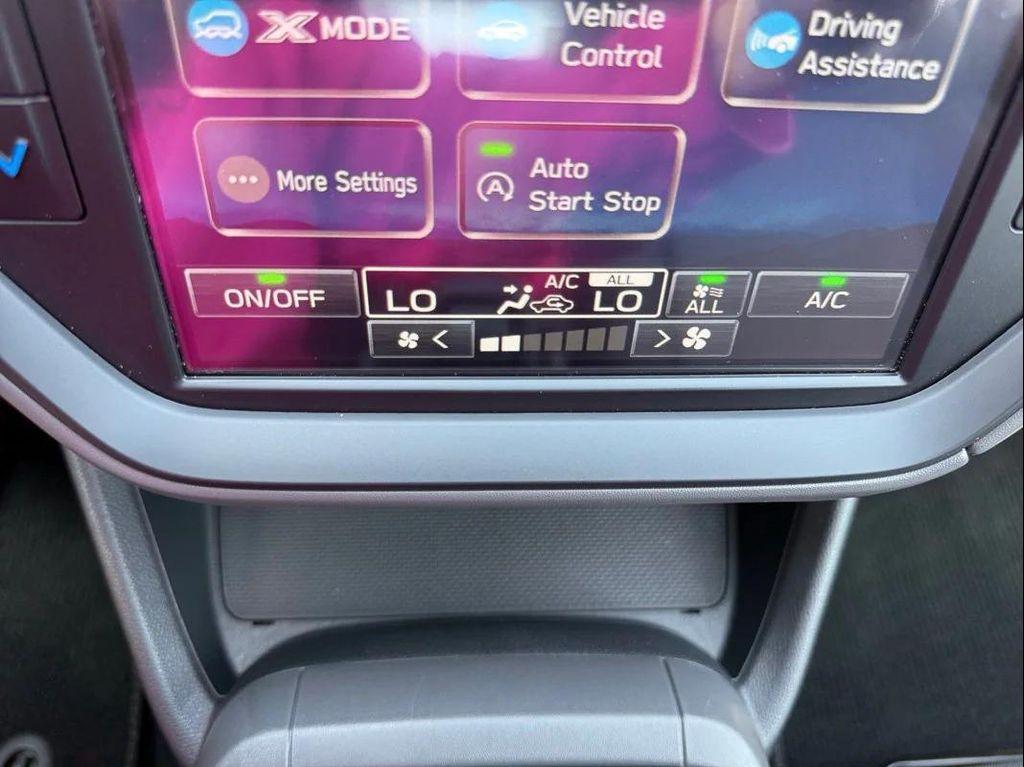 X MODE
Vehicle
Control
Driving
Assistance
More Settings
A
Auto
Start Stop
ON/OFF
LO
A/C
ALL
LO
ALL
A/C
<
>